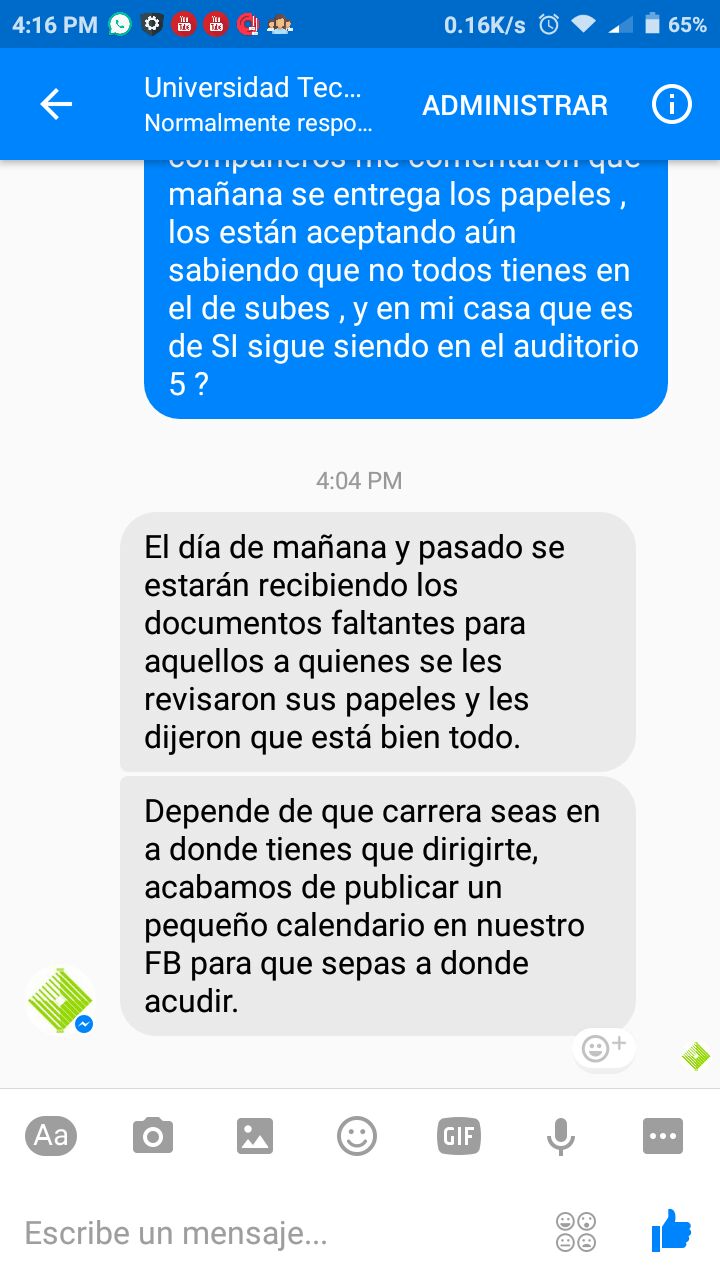 4:16 PM
0.16K/s
65%
Universidad Tec...
ADMINISTRAR
Normalmente respo...
compañeros me comentaron que
mañana se entrega los papeles ,
los están aceptando aún
sabiendo que no todos tienes en
el de subes , y en mi casa que es
de SI sigue siendo en el auditorio
5 ?
4:04 PM
El día de mañana y pasado se
estarán recibiendo los
documentos faltantes para
aquellos a quienes se les
revisaron sus papeles y les
dijeron que está bien todo.
Depende de que carrera seas en
a donde tienes que dirigirte,
acabamos de publicar un
pequeño calendario en nuestro
FB para que sepas a donde
acudir.
Aa
GIF
Escribe un mensaje...